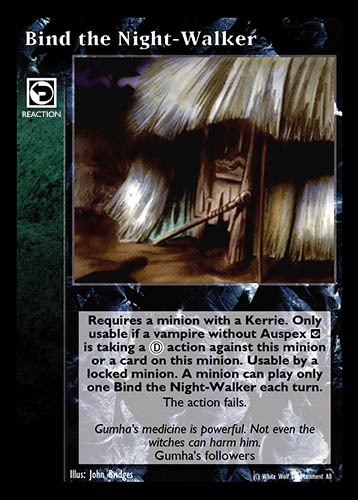 Bind the Night-Walker
REACTION
Requires a minion with a Kerrie. Only
usable if a vampire without Auspex
is taking a D action against this minion
or a card on this minion. Usable by a
locked minion. A minion can play only
one Bind the Night-Walker each turn.
The action fails.
Gumha's medicine is powerful. Not even the
witches can harm him.
Gumha's followers
Illus: John Bridges
(C) White Wolf Entertainment AB